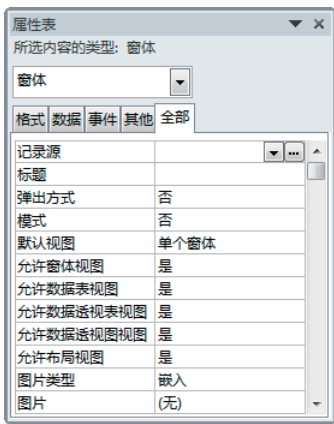 属性表
所选内容的类型: 窗体
窗体
格式 数据 事件 其他 全部
记录源
标题
弹出方式 否
模式 否
默认视图 单个窗体
允许窗体视图 是
允许数据表视图 是
允许数据透视表视图 是
允许数据透视图视图 是
允许布局视图 是
图片类型 嵌入
图片 (无)